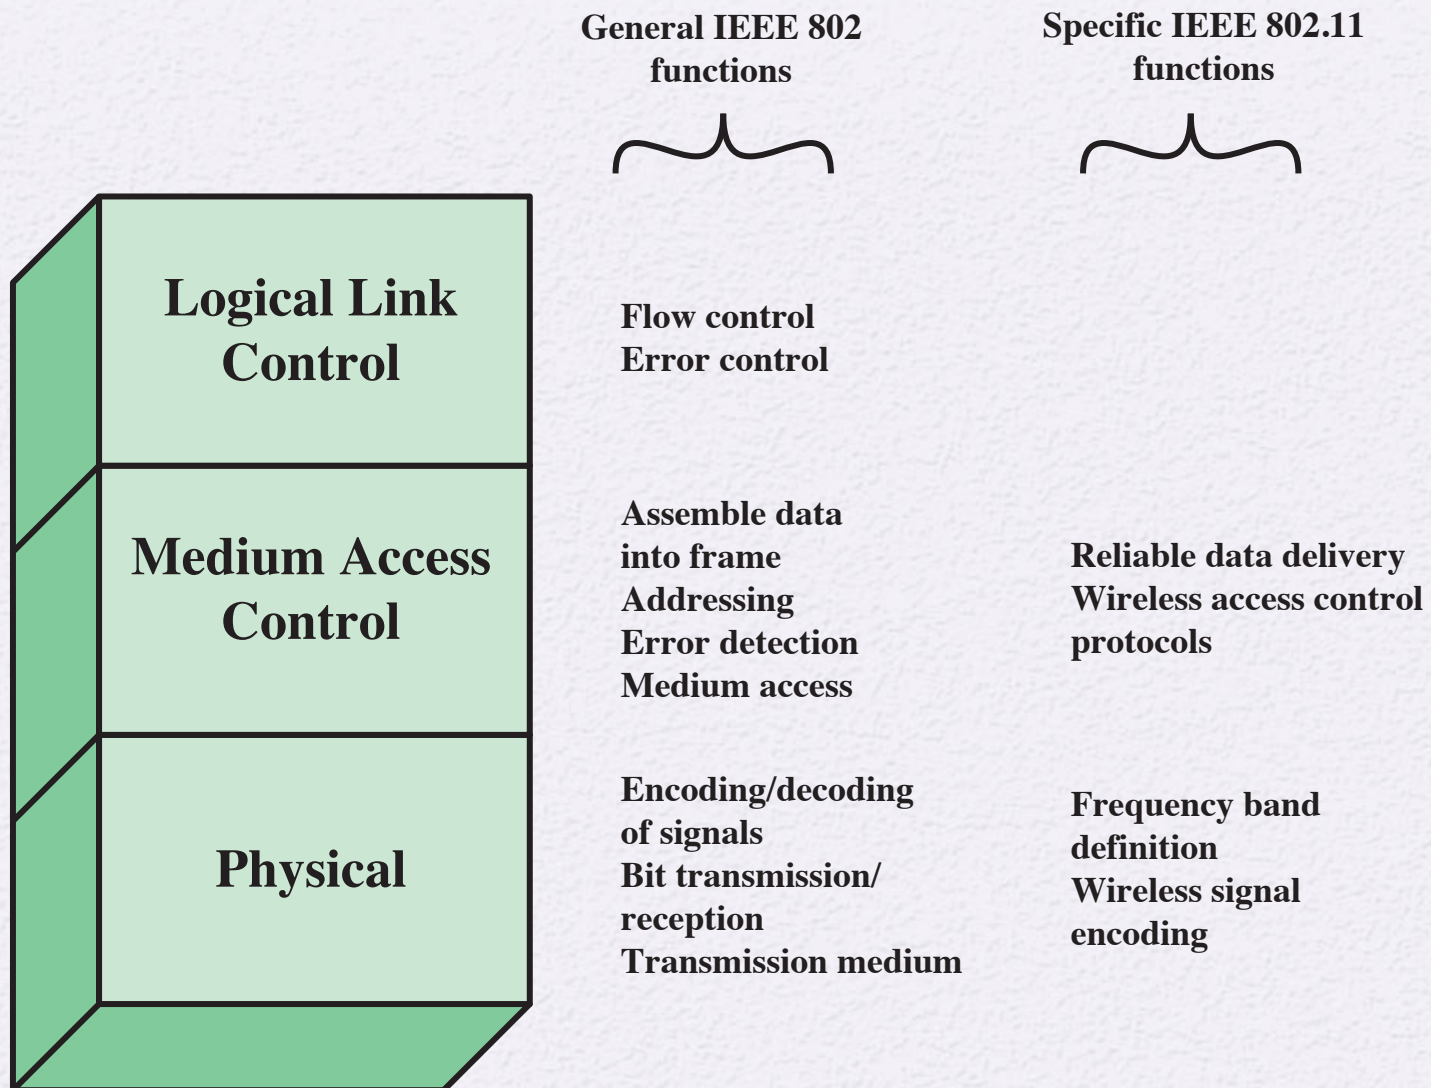 General IEEE 802
functions
Specific IEEE 802.11
functions
Logical Link
Control
Flow control
Error control
Medium Access
Control
Assemble data
into frame
Addressing
Error detection
Medium access
Reliable data delivery
Wireless access control
protocols
Physical
Encoding/decoding
of signals
Bit transmission/
reception
Transmission medium
Frequency band
definition
Wireless signal
encoding